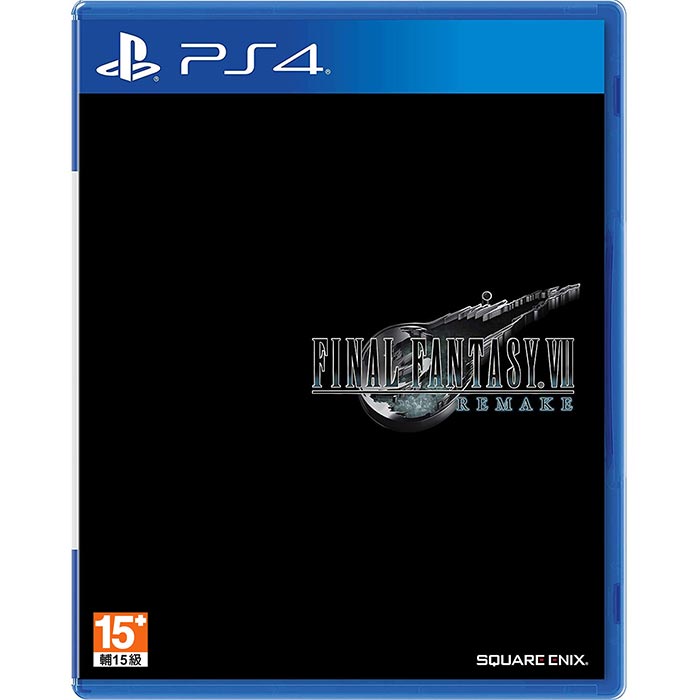 PS4
FINAL FANTASY. VII
REMAKE
15+
輔15級
SQUARE ENIX.